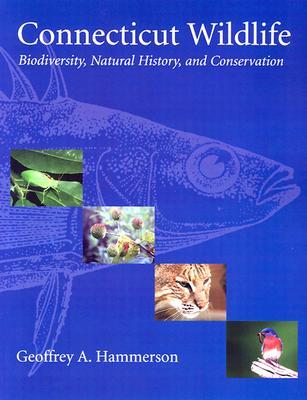 Connecticut Wildlife
Biodiversity, Natural History, and Conservation
Geoffrey A. Hammerson